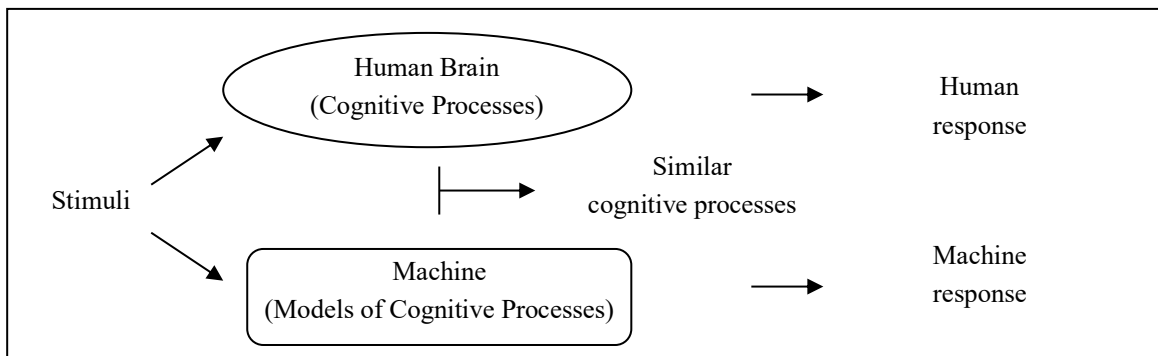 Human Brain
(Cognitive Processes)
Human
response
Similar
cognitive processes
Stimuli
Machine
(Models of Cognitive Processes)
Machine
response